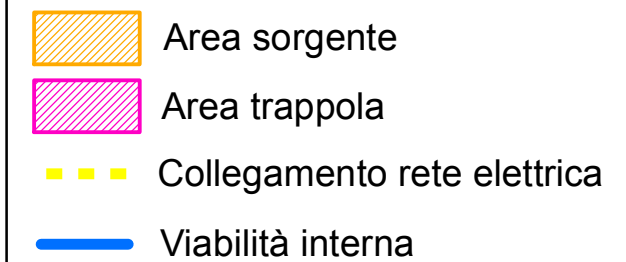 Area sorgente
Area trappola
Collegamento rete elettrica
Viabilità interna